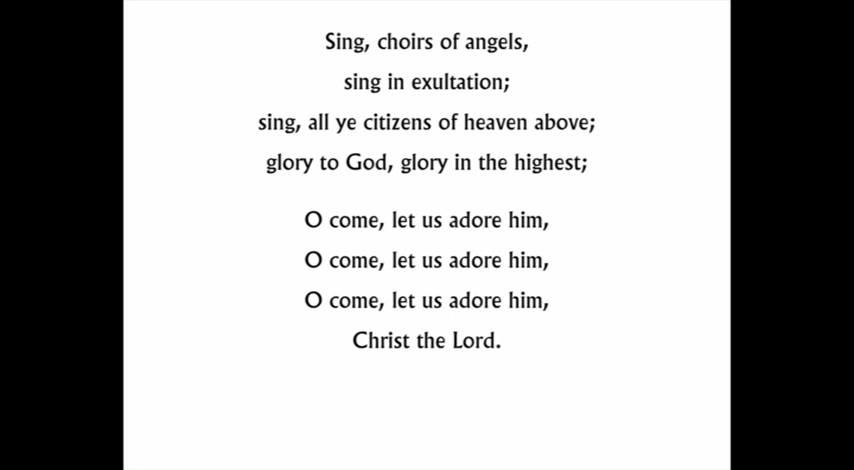 Sing, choirs of angels,
sing in exultation;
sing, all ye citizens of heaven above;
glory to God, glory in the highest;
O come, let us adore him,
O come, let us adore him,
O come, let us adore him,
Christ the Lord.